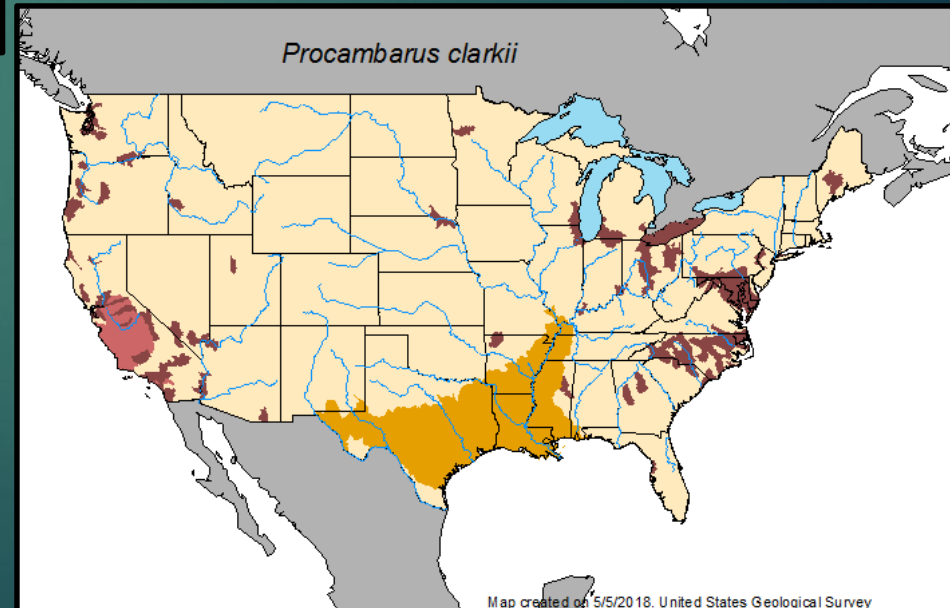 Procambarus clarkii
Map created on 5/5/2018. United States Geological Survey